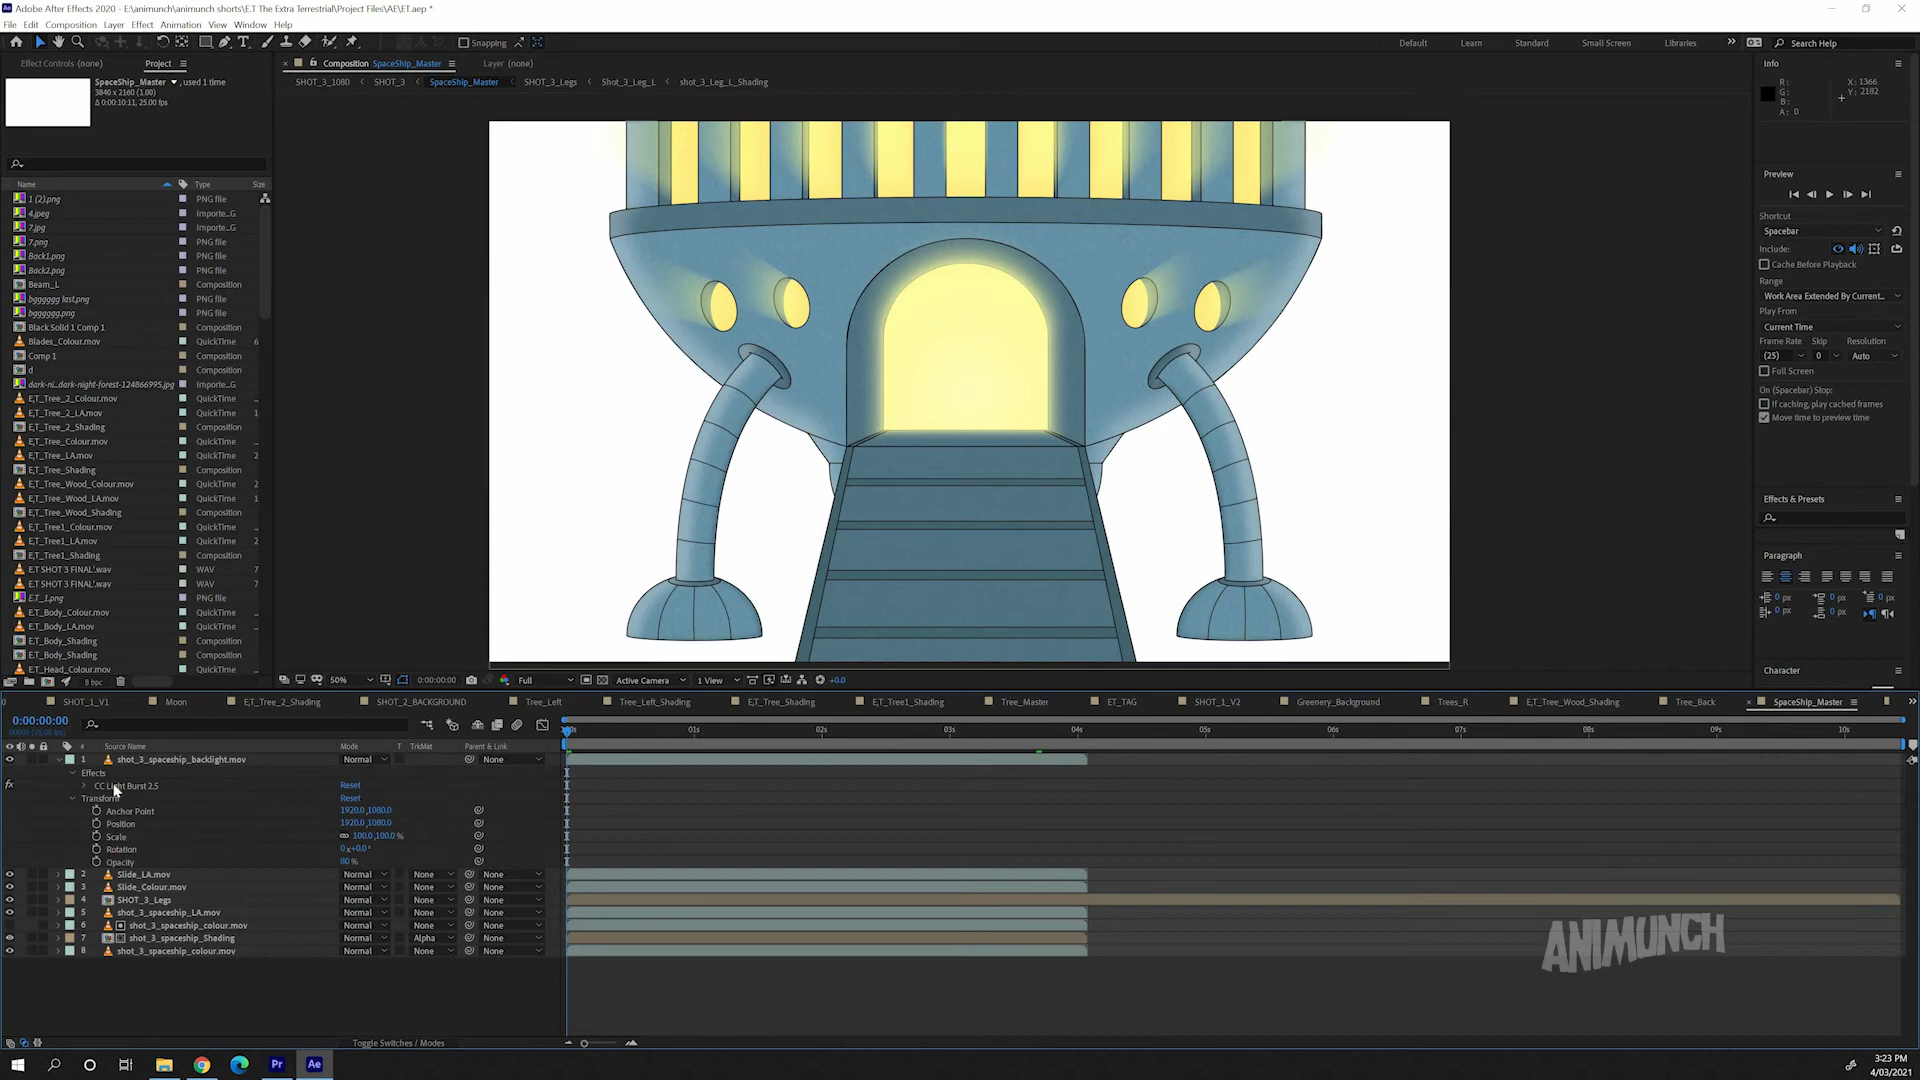 Adobe After Effects 2020 - E:\animunch\animunch shorts\E.T The Extra Terrestrial\Project Files\AE\ET.aep *
File Edit Composition Layer Effect Animation View Window Help
Snapping
Default Learn Standard Small Screen Libraries
Search Help
Effect Controls (none) Project
Composition SpaceShip_Master Layer (none)
SpaceShip_Master , used 1 time
3840 x 2160 (1.00)
Δ 0:00:10:11, 25.00 fps
SHOT_3_1080 SHOT_3 SpaceShip_Master SHOT_3_Legs Shot_3_Leg_L shot_3_Leg_L_Shading
Name Type Size
1 (2).png PNG file
4.jpeg Importe...G
7.jpg Importe...G
7.png PNG file
Back1.png PNG file
Back2.png PNG file
Beam_L Composition
bgggggg last.png PNG file
bgggggg.png PNG file
Black Solid 1 Comp 1 Composition
Blades_Colour.mov QuickTime 6
Comp 1 Composition
d Composition
dark-ni...dark-night-forest-124866995.jpg Importe...G
E,T_Tree_2_Colour.mov QuickTime
E,T_Tree_2_LA.mov QuickTime 1
E,T_Tree_2_Shading Composition
E,T_Tree_Colour.mov QuickTime
E,T_Tree_LA.mov QuickTime 2
E,T_Tree_Shading Composition
E,T_Tree_Wood_Colour.mov QuickTime 2
E,T_Tree_Wood_LA.mov QuickTime 1
E,T_Tree_Wood_Shading Composition
E,T_Tree1_Colour.mov QuickTime
E,T_Tree1_LA.mov QuickTime 2
E,T_Tree1_Shading Composition
E.T SHOT 3 FINAL'.wav WAV 7
E.T SHOT 3 FINAL'.wav WAV 7
E.T_1.png PNG file
E.T_Body_Colour.mov QuickTime
E.T_Body_LA.mov QuickTime
E.T_Body_Shading Composition
E.T_Body_Shading Composition
E.T_Head_Colour.mov QuickTime
8 bpc
50% 0:00:00:00 Full Active Camera 1 View +0.0
Info
R: X: 1366
G: Y: 2182
B:
A: 0
Preview
Shortcut
Spacebar
Include:
Cache Before Playback
Range
Work Area Extended By Current...
Play From
Current Time
Frame Rate Skip Resolution
(25) 0 Auto
Full Screen
On (Spacebar) Stop:
If caching, play cached frames
Move time to preview time
Effects & Presets
Paragraph
0 px 0 px 0 px
0 px 0 px
Character
SHOT_1_V1 Moon E,T_Tree_2_Shading SHOT_2_BACKGROUND Tree_Left Tree_Left_Shading E,T_Tree_Shading E,T_Tree1_Shading Tree_Master ET_TAG SHOT_1_V2 Greenery_Background Trees_R E,T_Tree_Wood_Shading Tree_Back SpaceShip_Master
0:00:00:00
00000 (25.00 fps)
01s 02s 03s 04s 05s 06s 07s 08s 09s 10s
# Source Name Mode T TrkMat Parent & Link
1 shot_3_spaceship_backlight.mov Normal None
Effects
CC Light Burst 2.5 Reset
Transform Reset
Anchor Point 1920.0,1080.0
Position 1920.0,1080.0
Scale 100.0,100.0 %
Rotation 0 x+0.0°
Opacity 80 %
2 Slide_LA.mov Normal None None
3 Slide_Colour.mov Normal None None
4 SHOT_3_Legs Normal None None
5 shot_3_spaceship_LA.mov Normal None None
6 shot_3_spaceship_colour.mov Normal None None
7 shot_3_spaceship_Shading Normal Alpha None
8 shot_3_spaceship_colour.mov Normal None None
ANIMUNCH
Toggle Switches / Modes
Pr Ae
3:23 PM
4/03/2021